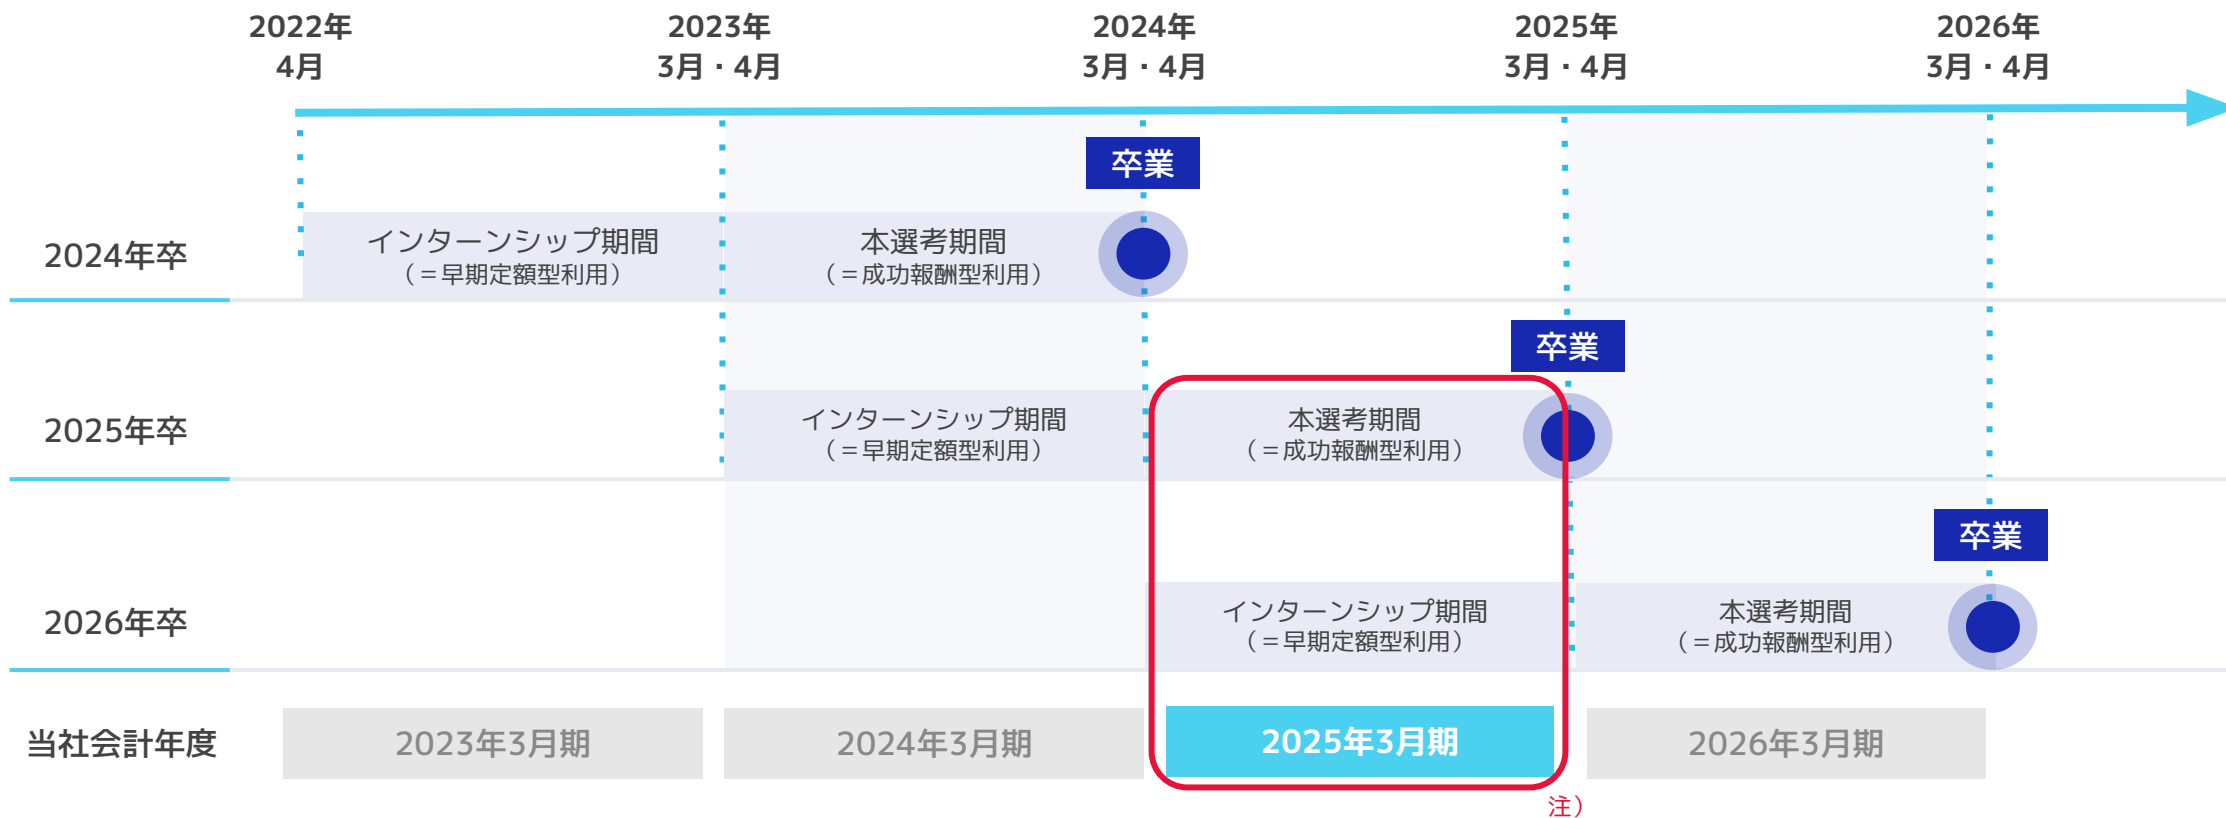 2022年
4月
2023年
3月・4月
2024年
3月・4月
2025年
3月・4月
2026年
3月・4月
卒業
2024年卒
インターンシップ期間
（＝早期定額型利用）
本選考期間
（＝成功報酬型利用）
卒業
2025年卒
インターンシップ期間
（＝早期定額型利用）
本選考期間
（＝成功報酬型利用）
卒業
2026年卒
インターンシップ期間
（＝早期定額型利用）
本選考期間
（＝成功報酬型利用）
当社会計年度
2023年3月期
2024年3月期
2025年3月期
2026年3月期
注）